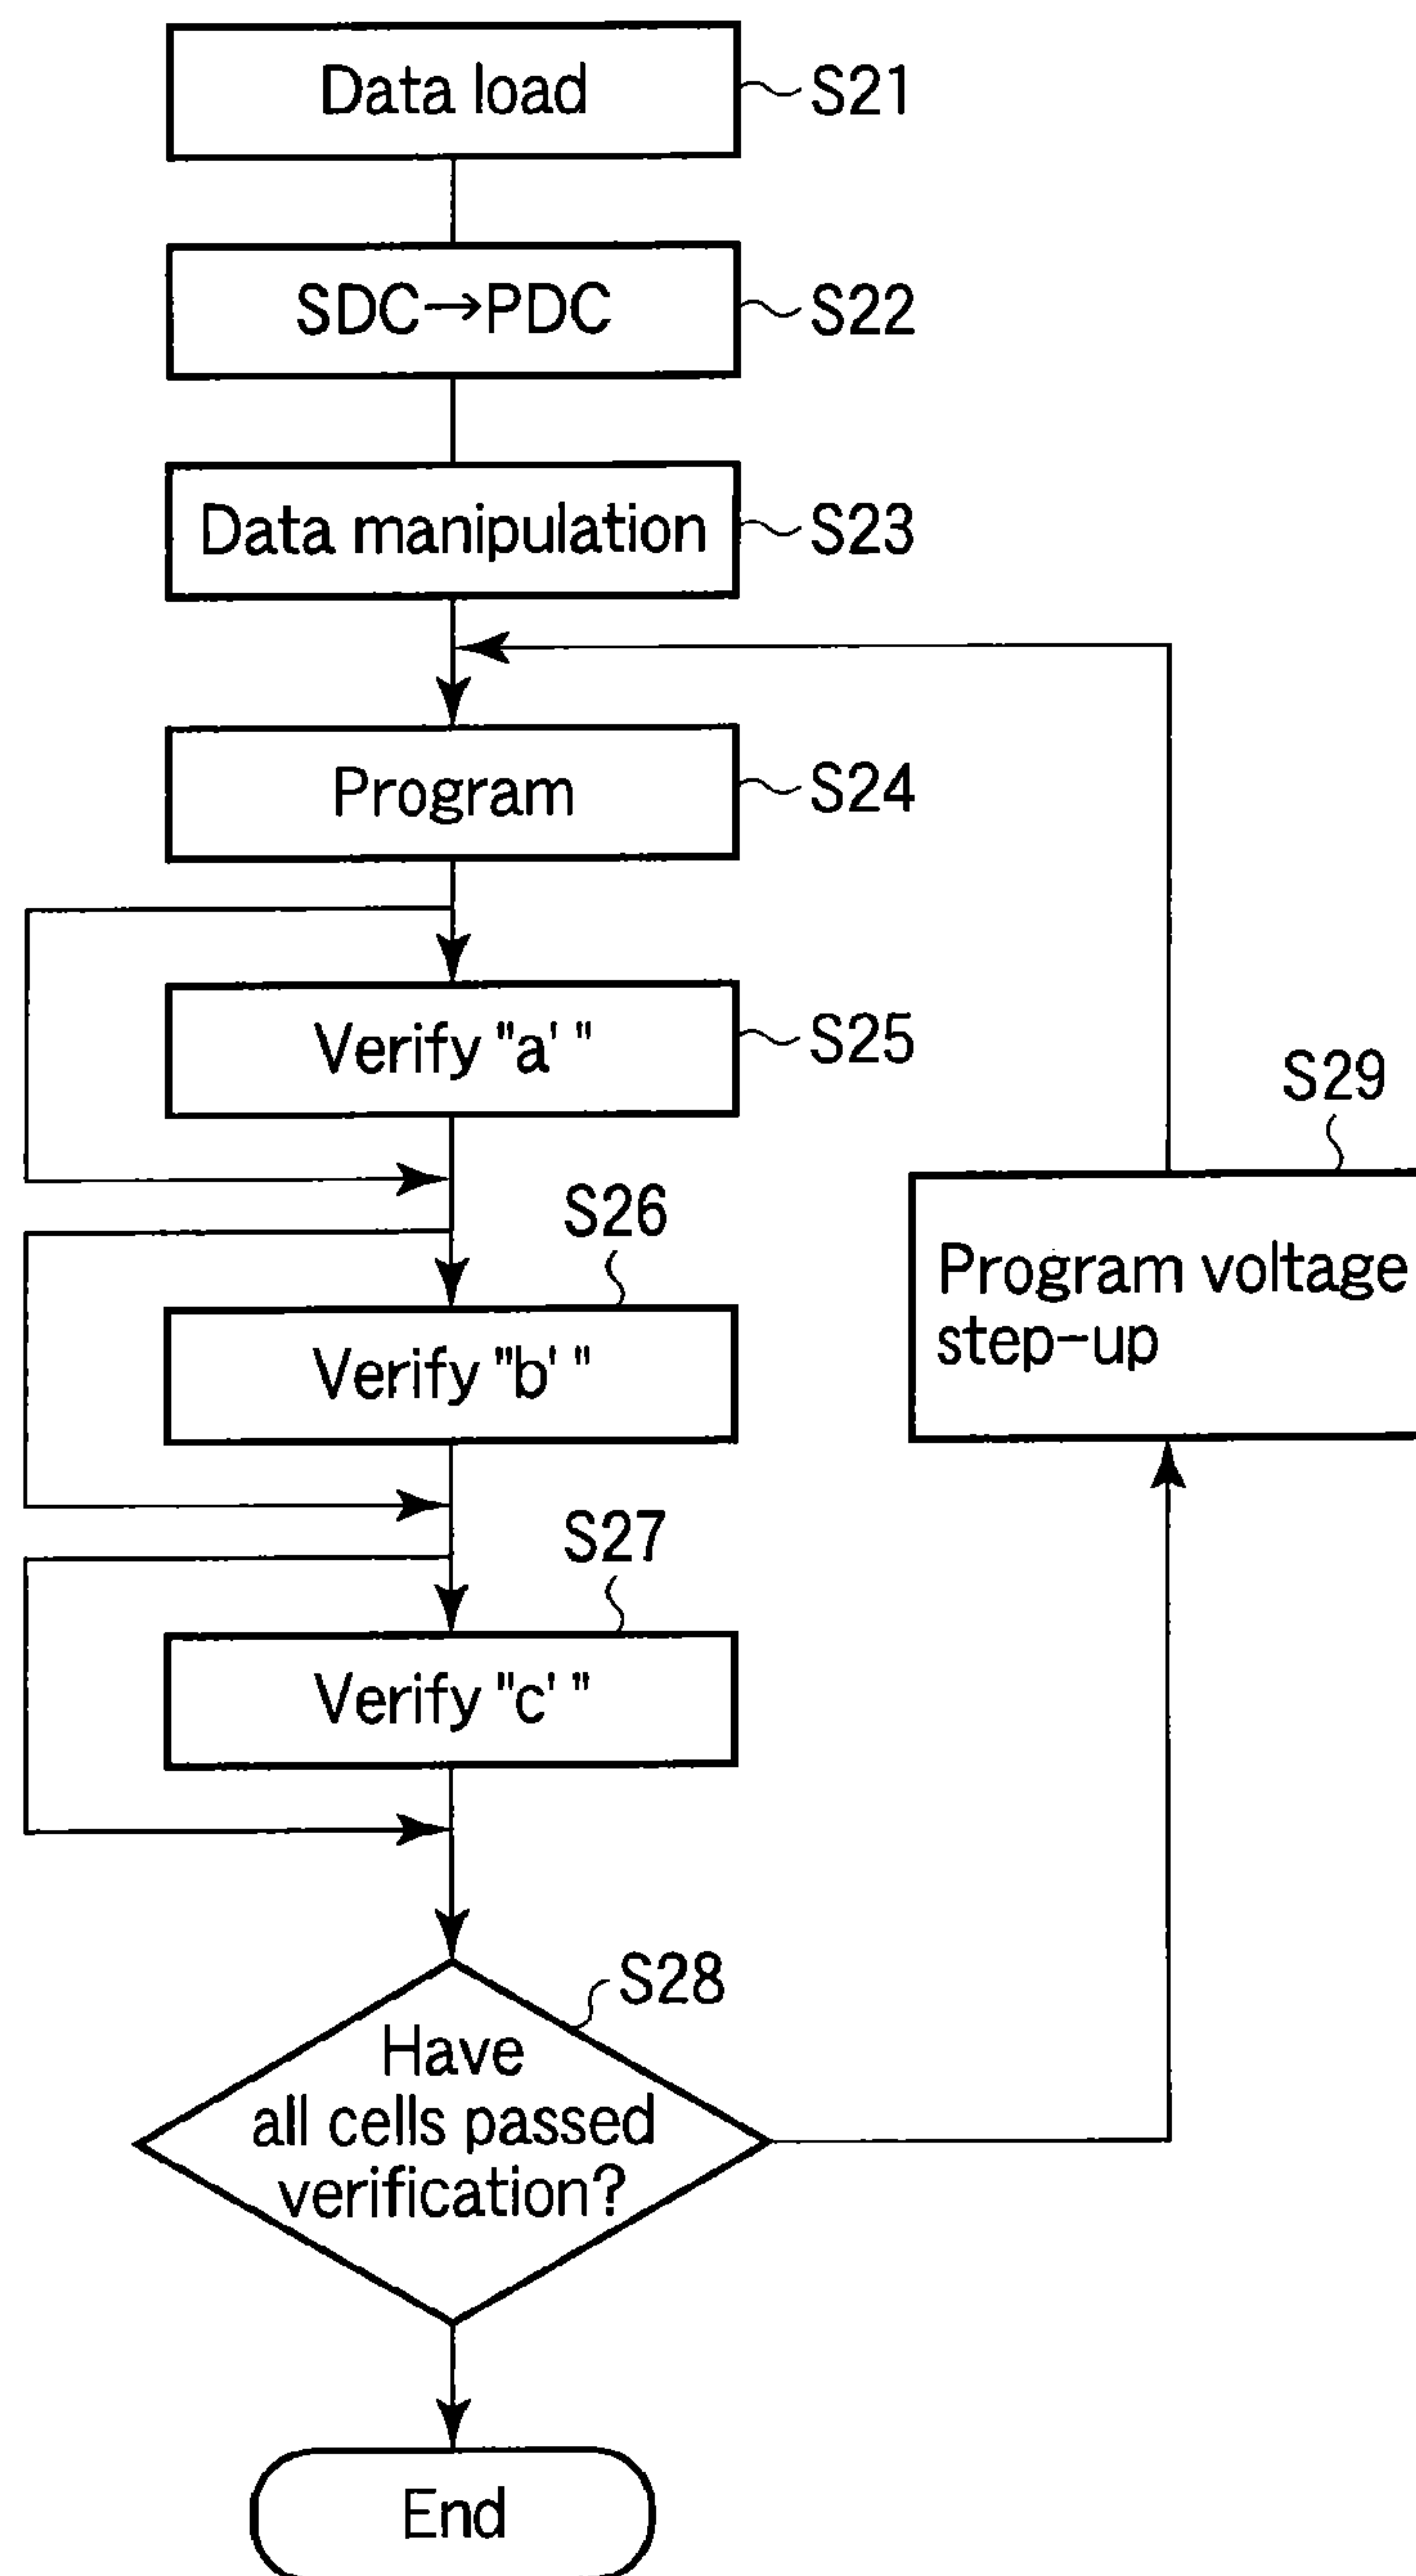 Data load
S21
SDC→PDC
S22
Data manipulation
S23
Program
S24
Verify "a' "
S25
S26
Verify "b' "
S27
Verify "c' "
S29
Program voltage
step-up
S28
Have
all cells passed
verification?
End